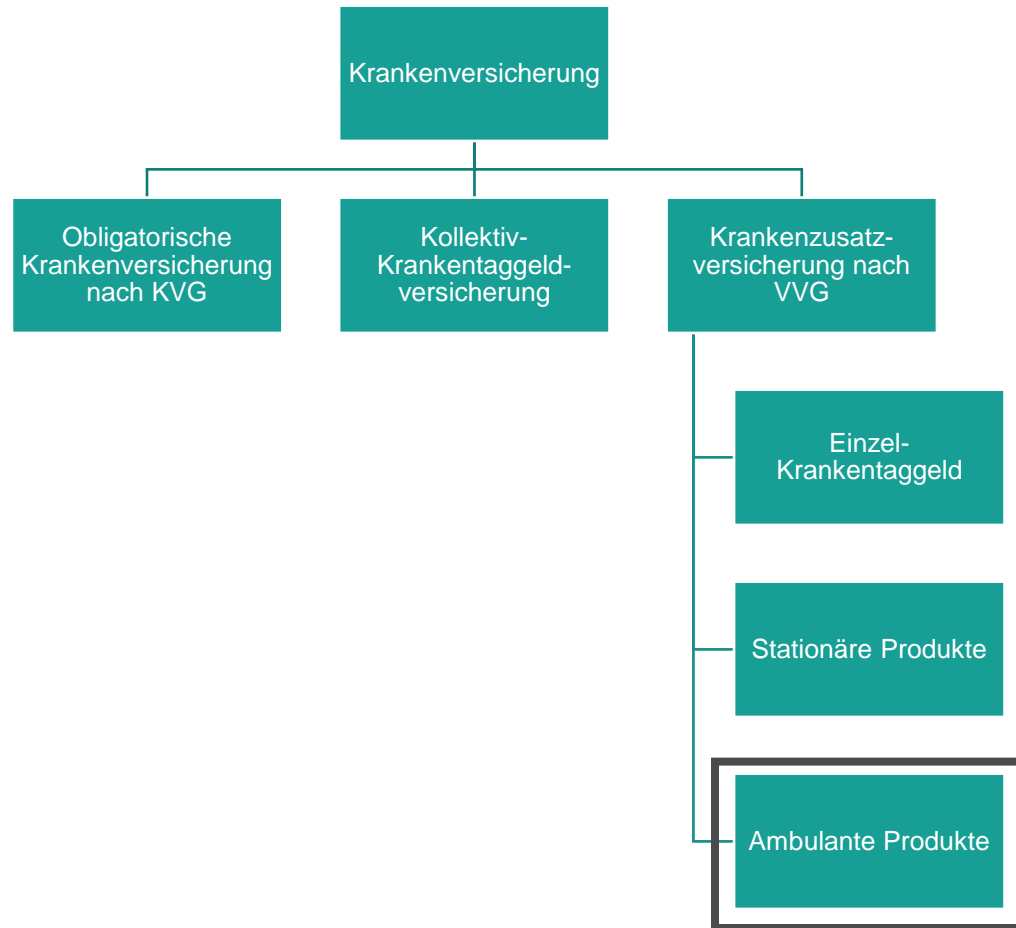 Krankenversicherung
Obligatorische
Krankenversicherung
nach KVG
Kollektiv-
Krankentaggeld-
versicherung
Krankenzusatz-
versicherung nach
VVG
Einzel-
Krankentaggeld
Stationäre Produkte
Ambulante Produkte